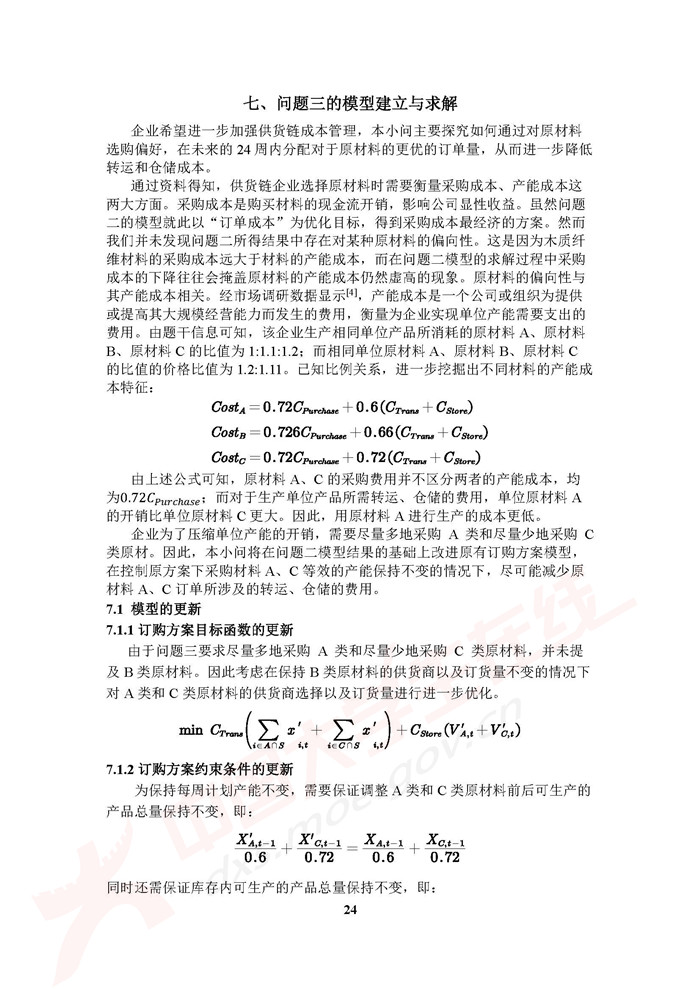 七、问题三的模型建立与求解
企业希望进一步加强供货链成本管理，本小问主要探究如何通过对原材料
选购偏好，在未来的 24 周内分配对于原材料的更优的订单量，从而进一步降低
转运和仓储成本。
通过资料得知，供货链企业选择原材料时需要衡量采购成本、产能成本这
两大方面。采购成本是购买材料的现金流开销，影响公司显性收益。虽然问题
二的模型就此以“订单成本”为优化目标，得到采购成本最经济的方案。然而
我们并未发现问题二所得结果中存在对某种原材料的偏向性。这是因为木质纤
维材料的采购成本远大于材料的产能成本，而在问题二模型的求解过程中采购
成本的下降往往会掩盖原材料的产能成本仍然虚高的现象。原材料的偏向性与
其产能成本相关。经市场调研数据显示[4]，产能成本是一个公司或组织为提供
或提高其大规模经营能力而发生的费用，衡量为企业实现单位产能需要支出的
费用。由题干信息可知，该企业生产相同单位产品所消耗的原材料 A、原材料
B、原材料 C 的比值为 1:1.1:1.2；而相同单位原材料 A、原材料 B、原材料 C
的比值的价格比值为 1.2:1.11。已知比例关系，进一步挖掘出不同材料的产能成
本特征：
Cost_A = 0.72C_Purchase + 0.6(C_Trans + C_Store)
Cost_B = 0.726C_Purchase + 0.66(C_Trans + C_Store)
Cost_C = 0.72C_Purchase + 0.72(C_Trans + C_Store)
由上述公式可知，原材料 A、C 的采购费用并不区分两者的产能成本，均
为0.72C_Purchase；而对于生产单位产品所需转运、仓储的费用，单位原材料 A
的开销比单位原材料 C 更大。因此，用原材料 A 进行生产的成本更低。
企业为了压缩单位产能的开销，需要尽量多地采购 A 类和尽量少地采购 C
类原材。因此，本小问将在问题二模型结果的基础上改进原有订购方案模型，
在控制原方案下采购材料 A、C 等效的产能保持不变的情况下，尽可能减少原
材料 A、C 订单所涉及的转运、仓储的费用。
7.1 模型的更新
7.1.1 订购方案目标函数的更新
由于问题三要求尽量多地采购 A 类和尽量少地采购 C 类原材料，并未提
及 B 类原材料。因此考虑在保持 B 类原材料的供货商以及订货量不变的情况下
对 A 类和 C 类原材料的供货商选择以及订货量进行进一步优化。
min C_Trans(∑_{i∈A∩S} x'_{i,t} + ∑_{i∈C∩S} x'_{i,t}) + C_Store(V'_{A,t} + V'_{C,t})
7.1.2 订购方案约束条件的更新
为保持每周计划产能不变，需要保证调整 A 类和 C 类原材料前后可生产的
产品总量保持不变，即：
X'_{A,t−1}/0.6 + X'_{C,t−1}/0.72 = X_{A,t−1}/0.6 + X_{C,t−1}/0.72
同时还需保证库存内可生产的产品总量保持不变，即：
24
中国大学生在线
dxs.moe.gov.cn